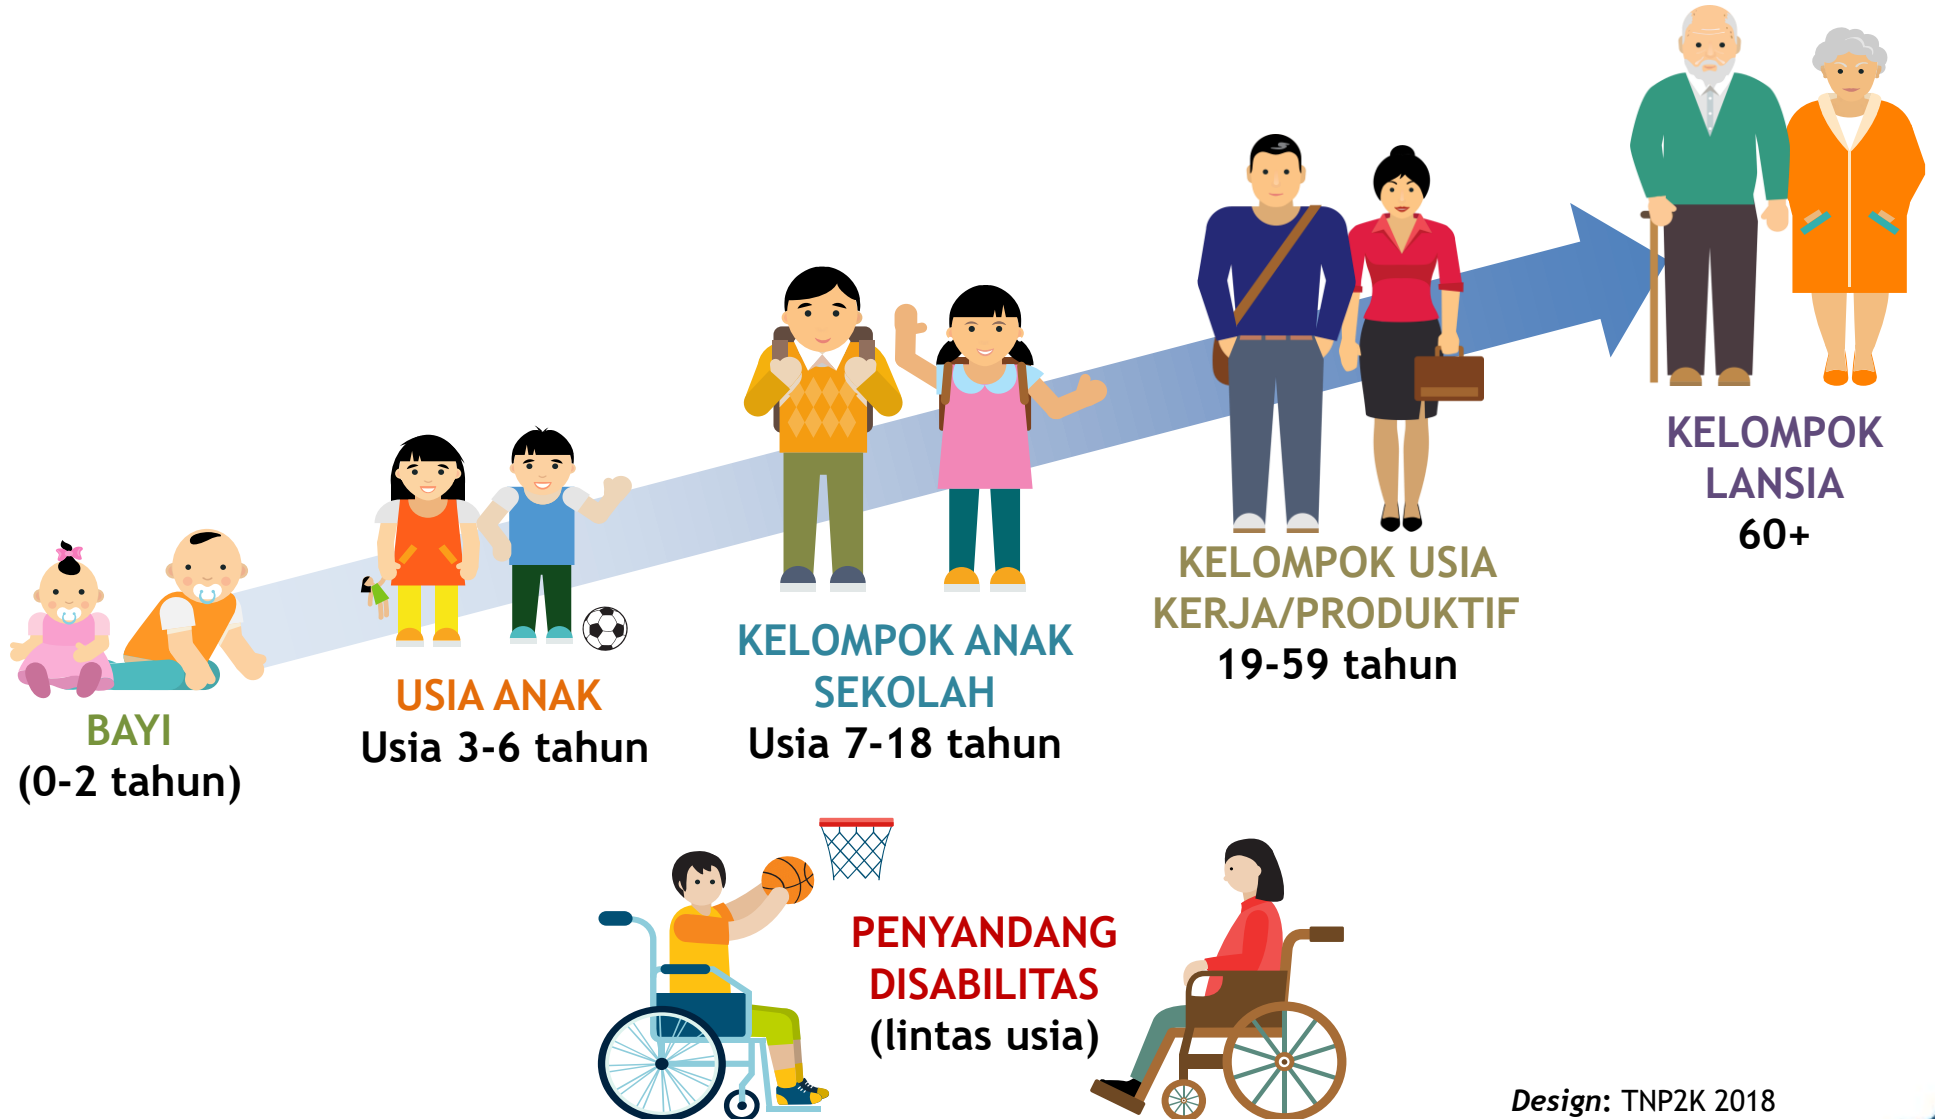 BAYI
(0-2 tahun)
USIA ANAK
Usia 3-6 tahun
KELOMPOK ANAK
SEKOLAH
Usia 7-18 tahun
KELOMPOK USIA
KERJA/PRODUKTIF
19-59 tahun
KELOMPOK
LANSIA
60+
PENYANDANG
DISABILITAS
(lintas usia)
Design: TNP2K 2018